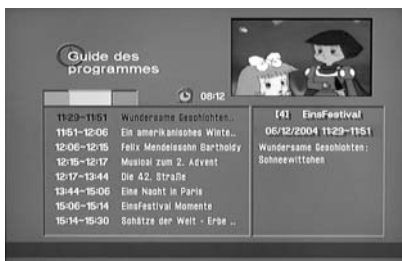 Guide des
programmes
06:12
11:29-11:51 Wundersame Geschichten..
11:51-12:06 Ein amerikanisches Winte..
12:06-12:15 Felix Mendelssohn Bartholdy
12:15-12:17 Musical zum 2. Advent
12:17-13:44 Die 42. Straße
13:44-15:06 Eine Nacht in Paris
15:06-15:14 EinsFestival Momente
15:14-15:30 Schätze der Welt - Erbe ..
[4] EinsFestival
06/12/2004 11:29-11:51
Wundersame Geschichten:
Schneewittchen